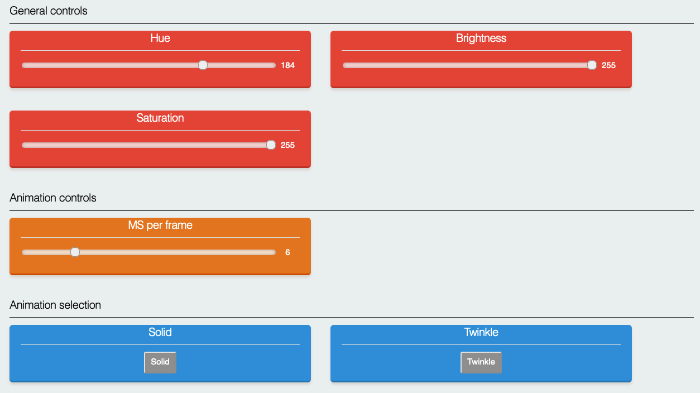 General controls
Hue
184
Brightness
255
Saturation
255
Animation controls
MS per frame
6
Animation selection
Solid
Solid
Twinkle
Twinkle